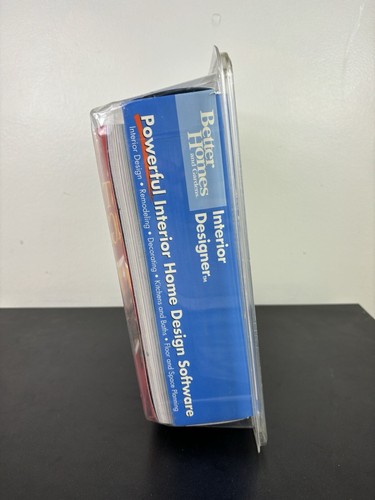 Better
Homes
and Gardens
Interior
Designer℠
Powerful Interior Home Design Software
Interior Design • Remodeling • Decorating • Kitchens and Baths • Floor and Space Planning